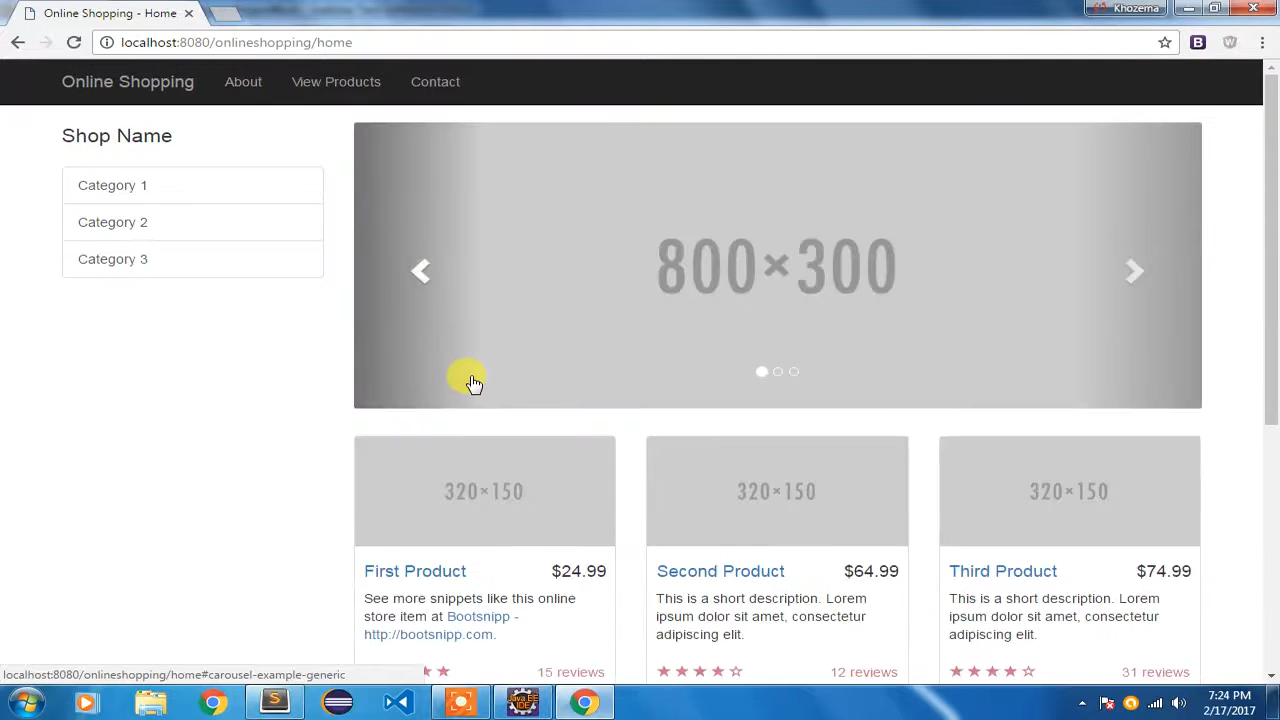 Online Shopping - Home
Khozema
localhost:8080/onlineshopping/home
Online Shopping About View Products Contact
Shop Name
Category 1
Category 2
Category 3
800×300
320×150
320×150
320×150
First Product $24.99
See more snippets like this online
store item at Bootsnipp -
http://bootsnipp.com.
15 reviews
Second Product $64.99
This is a short description. Lorem
ipsum dolor sit amet, consectetur
adipiscing elit.
12 reviews
Third Product $74.99
This is a short description. Lorem
ipsum dolor sit amet, consectetur
adipiscing elit.
31 reviews
localhost:8080/onlineshopping/home#carousel-example-generic
Java EE
IDE
7:24 PM
2/17/2017